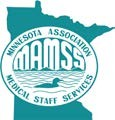 MINNESOTA ASSOCIATION
MAMSS
MEDICAL STAFF SERVICES